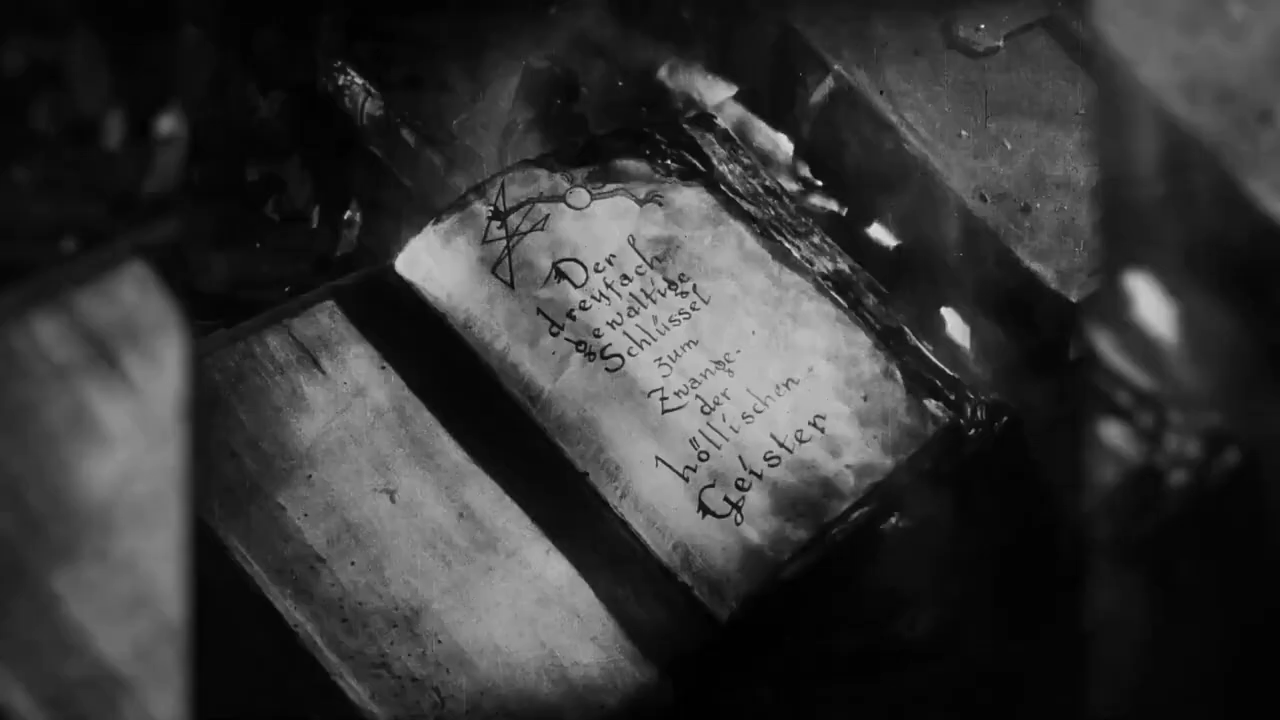 Der
dreyfach
gewaltige
Schlüssel
zum
Zwange
der
höllischen
Geister